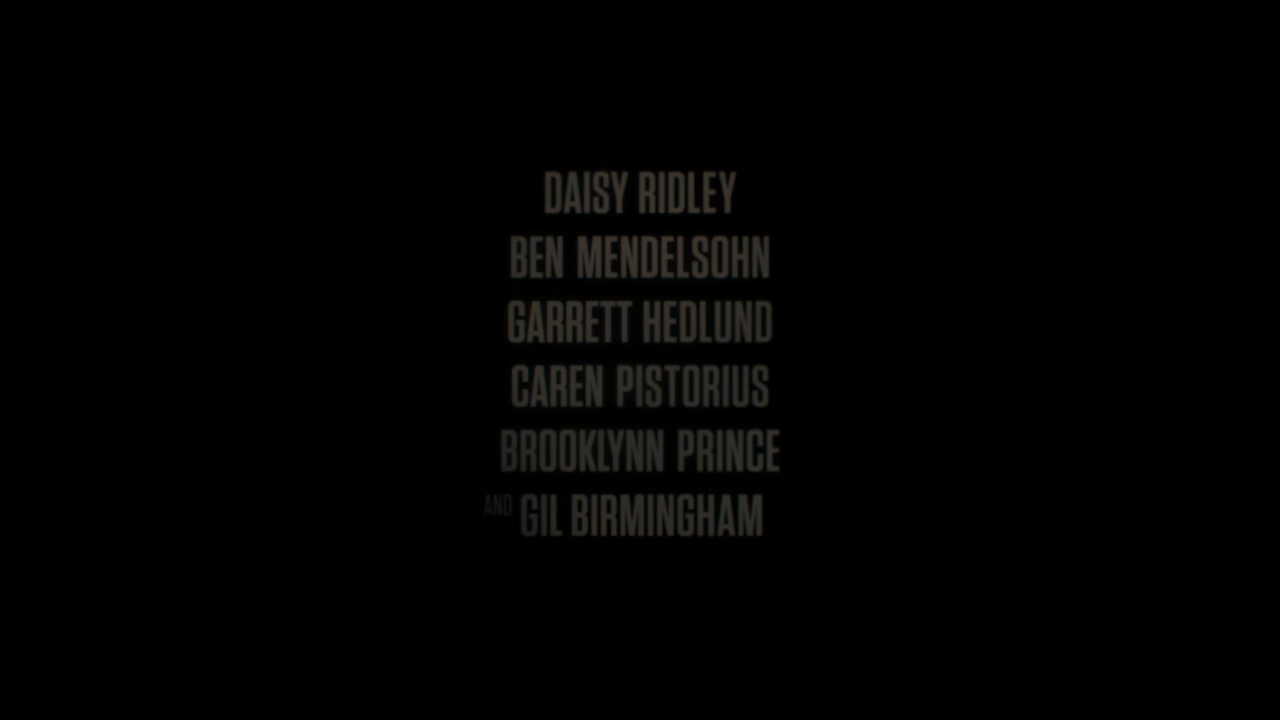 DAISY RIDLEY
BEN MENDELSOHN
GARRETT HEDLUND
CAREN PISTORIUS
BROOKLYNN PRINCE
AND GIL BIRMINGHAM